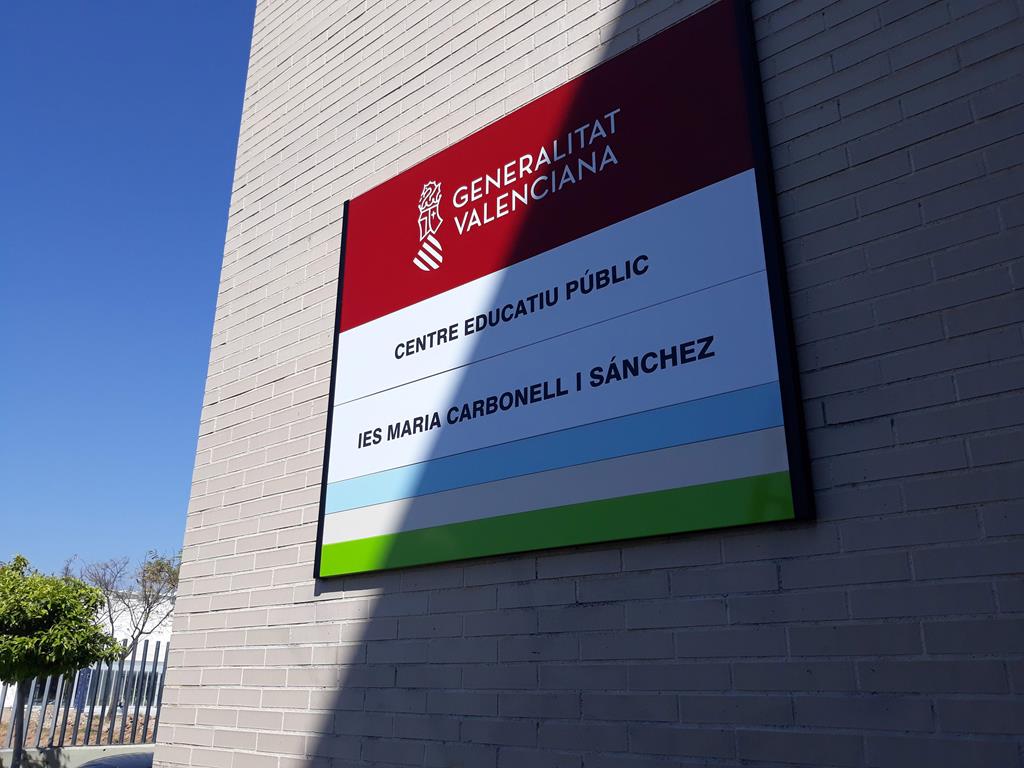 GENERALITAT
VALENCIANA
CENTRE EDUCATIU PÚBLIC
IES MARIA CARBONELL I SÁNCHEZ